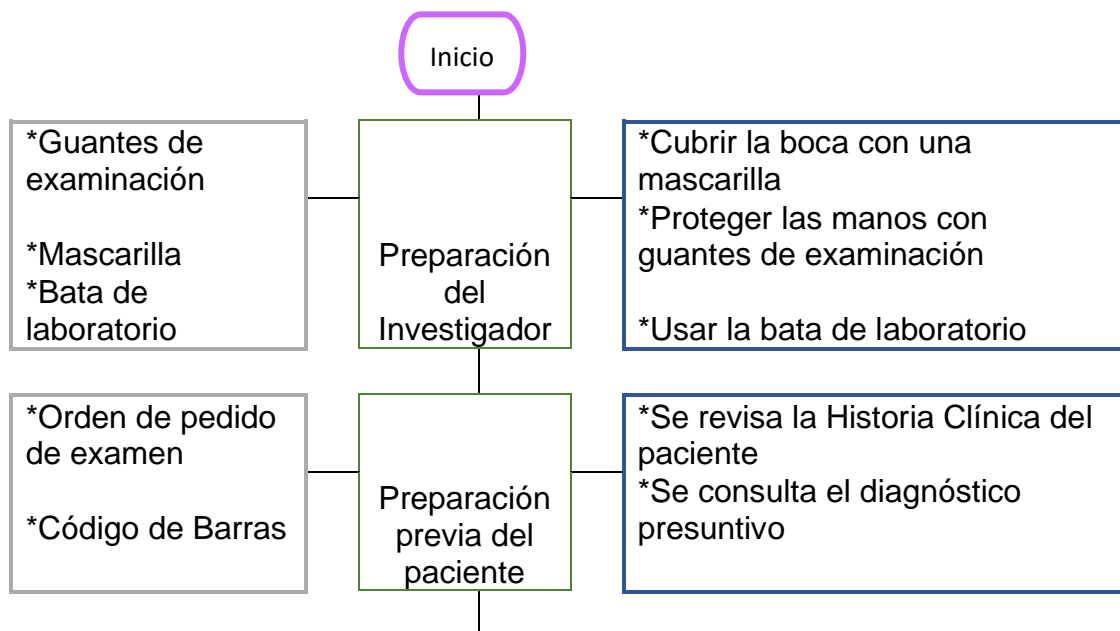 Inicio
*Guantes de
examinación
*Mascarilla
*Bata de
laboratorio
Preparación
del
Investigador
*Cubrir la boca con una
mascarilla
*Proteger las manos con
guantes de examinación
*Usar la bata de laboratorio
*Orden de pedido
de examen
*Código de Barras
Preparación
previa del
paciente
*Se revisa la Historia Clínica del
paciente
*Se consulta el diagnóstico
presuntivo